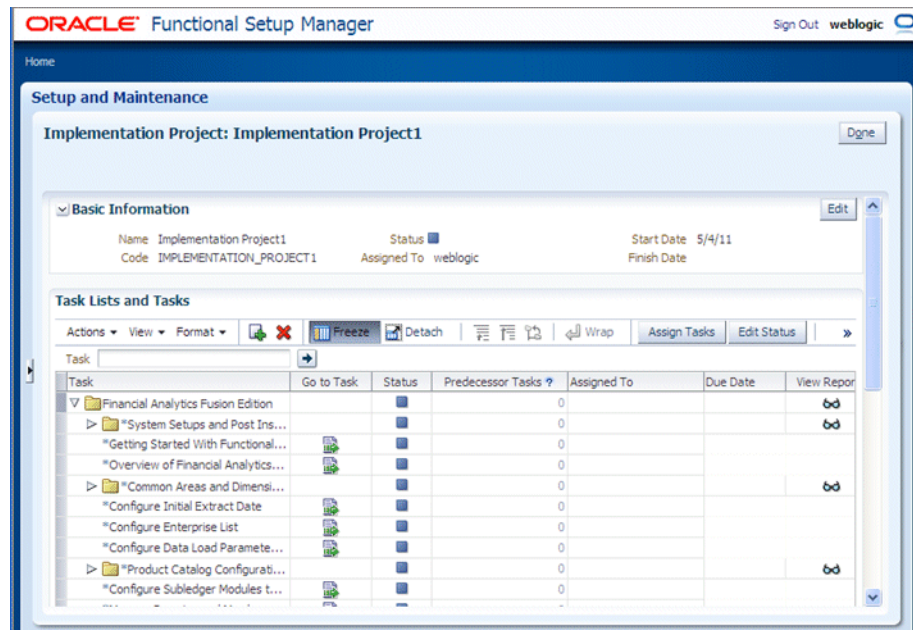 ORACLE Functional Setup Manager Sign Out weblogic
Home
Setup and Maintenance
Implementation Project: Implementation Project1 Done
Basic Information Edit
Name Implementation Project1 Status Start Date 5/4/11
Code IMPLEMENTATION_PROJECT1 Assigned To weblogic Finish Date
Task Lists and Tasks
Actions View Format Freeze Detach Wrap Assign Tasks Edit Status »
Task
Task Go to Task Status Predecessor Tasks ? Assigned To Due Date View Repor
Financial Analytics Fusion Edition 0
*System Setups and Post Ins... 0
*Getting Started With Functional... 0
*Overview of Financial Analytics... 0
*Common Areas and Dimensi... 0
*Configure Initial Extract Date 0
*Configure Enterprise List 0
*Configure Data Load Paramete... 0
*Product Catalog Configurati... 0
*Configure Subledger Modules t... 0